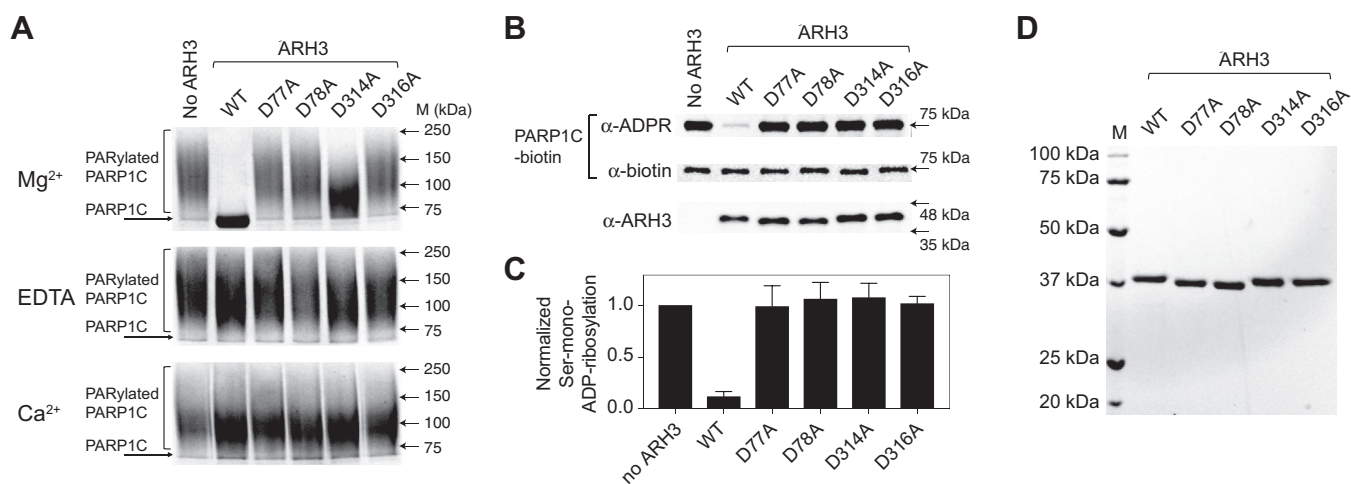 A
ARH3
No ARH3
WT
D77A
D78A
D314A
D316A
M (kDa)
Mg2+
PARylated
PARP1C
PARP1C
250
150
100
75
EDTA
PARylated
PARP1C
PARP1C
250
150
100
75
Ca2+
PARylated
PARP1C
PARP1C
250
150
100
75
B
ARH3
No ARH3
WT
D77A
D78A
D314A
D316A
PARP1C
-biotin
α-ADPR
75 kDa
α-biotin
75 kDa
α-ARH3
48 kDa
35 kDa
C
Normalized
Ser-mono-
ADP-ribosylation
1.0
0.5
0.0
no ARH3
WT
D77A
D78A
D314A
D316A
D
ARH3
M
WT
D77A
D78A
D314A
D316A
100 kDa
75 kDa
50 kDa
37 kDa
25 kDa
20 kDa